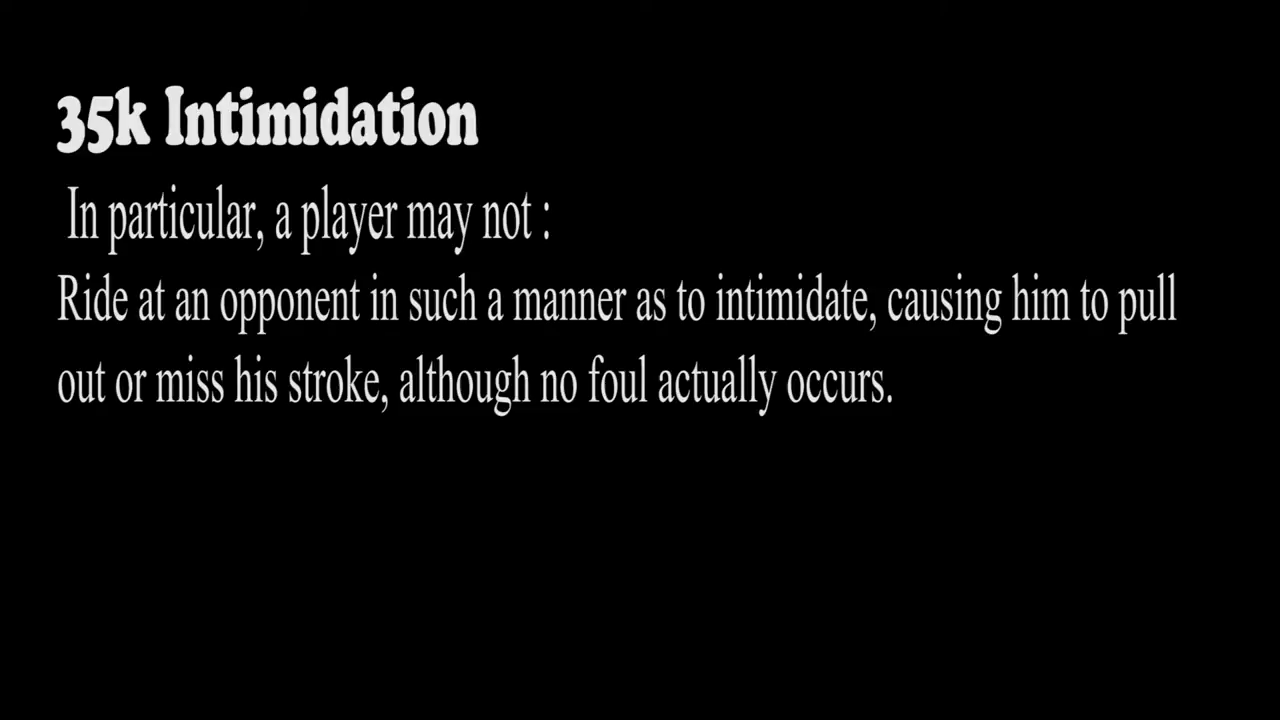 35k Intimidation
In particular, a player may not :
Ride at an opponent in such a manner as to intimidate, causing him to pull
out or miss his stroke, although no foul actually occurs.